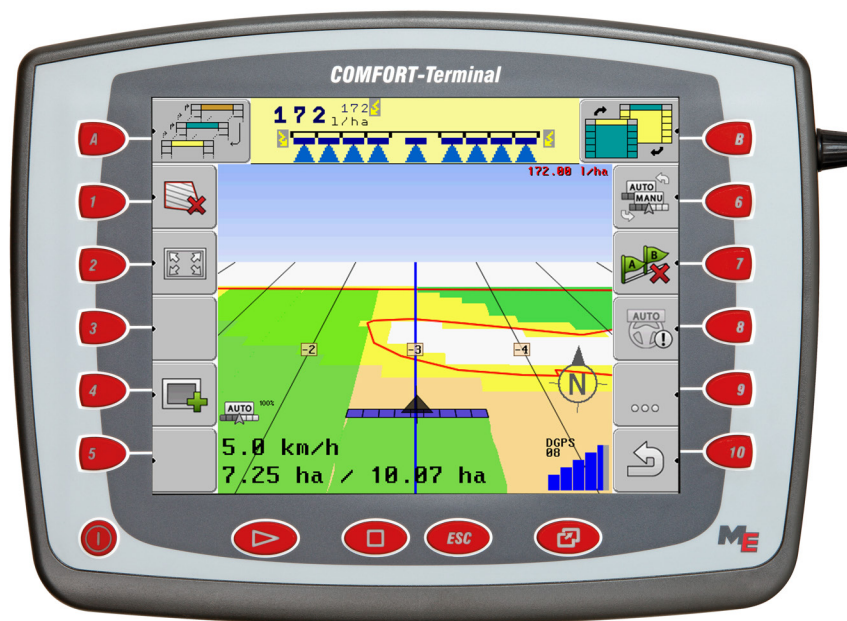 COMFORT-Terminal
172 172
l/ha
A
B
172.00 l/ha
1
AUTO
MANU
6
2
A B
7
3
AUTO
8
-2
-3
-4
N
4
AUTO 100%
9
5
5.0 km/h
DGPS
08
10
7.25 ha / 10.07 ha
ESC
ME